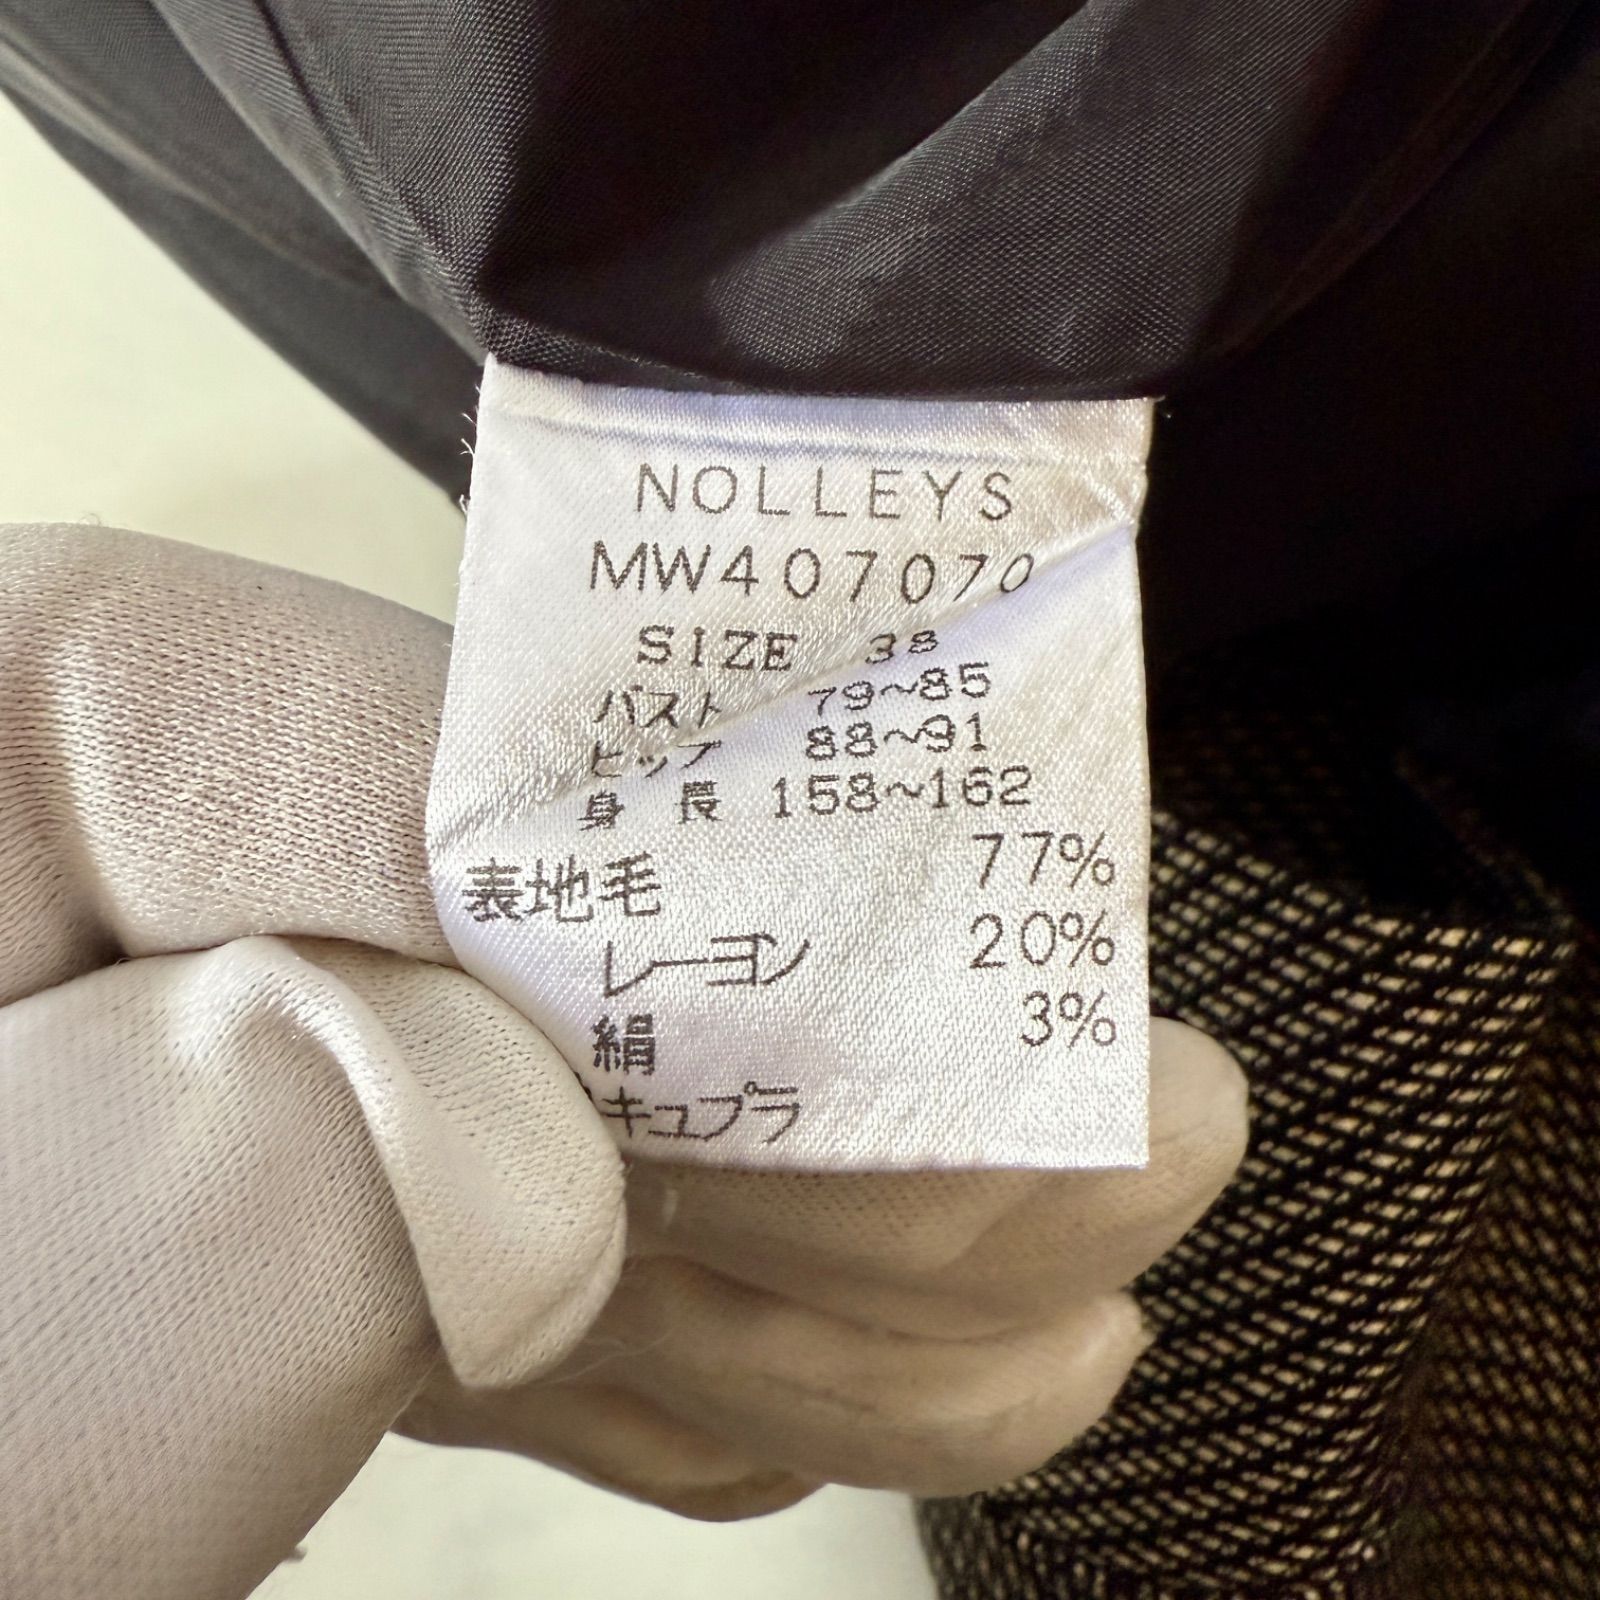 NOLLEYS
MW407070
SIZE 38
バスト 79~85
ヒップ 88~91
身長 158~162
表地毛 77%
レーヨン 20%
絹 3%
キュプラ